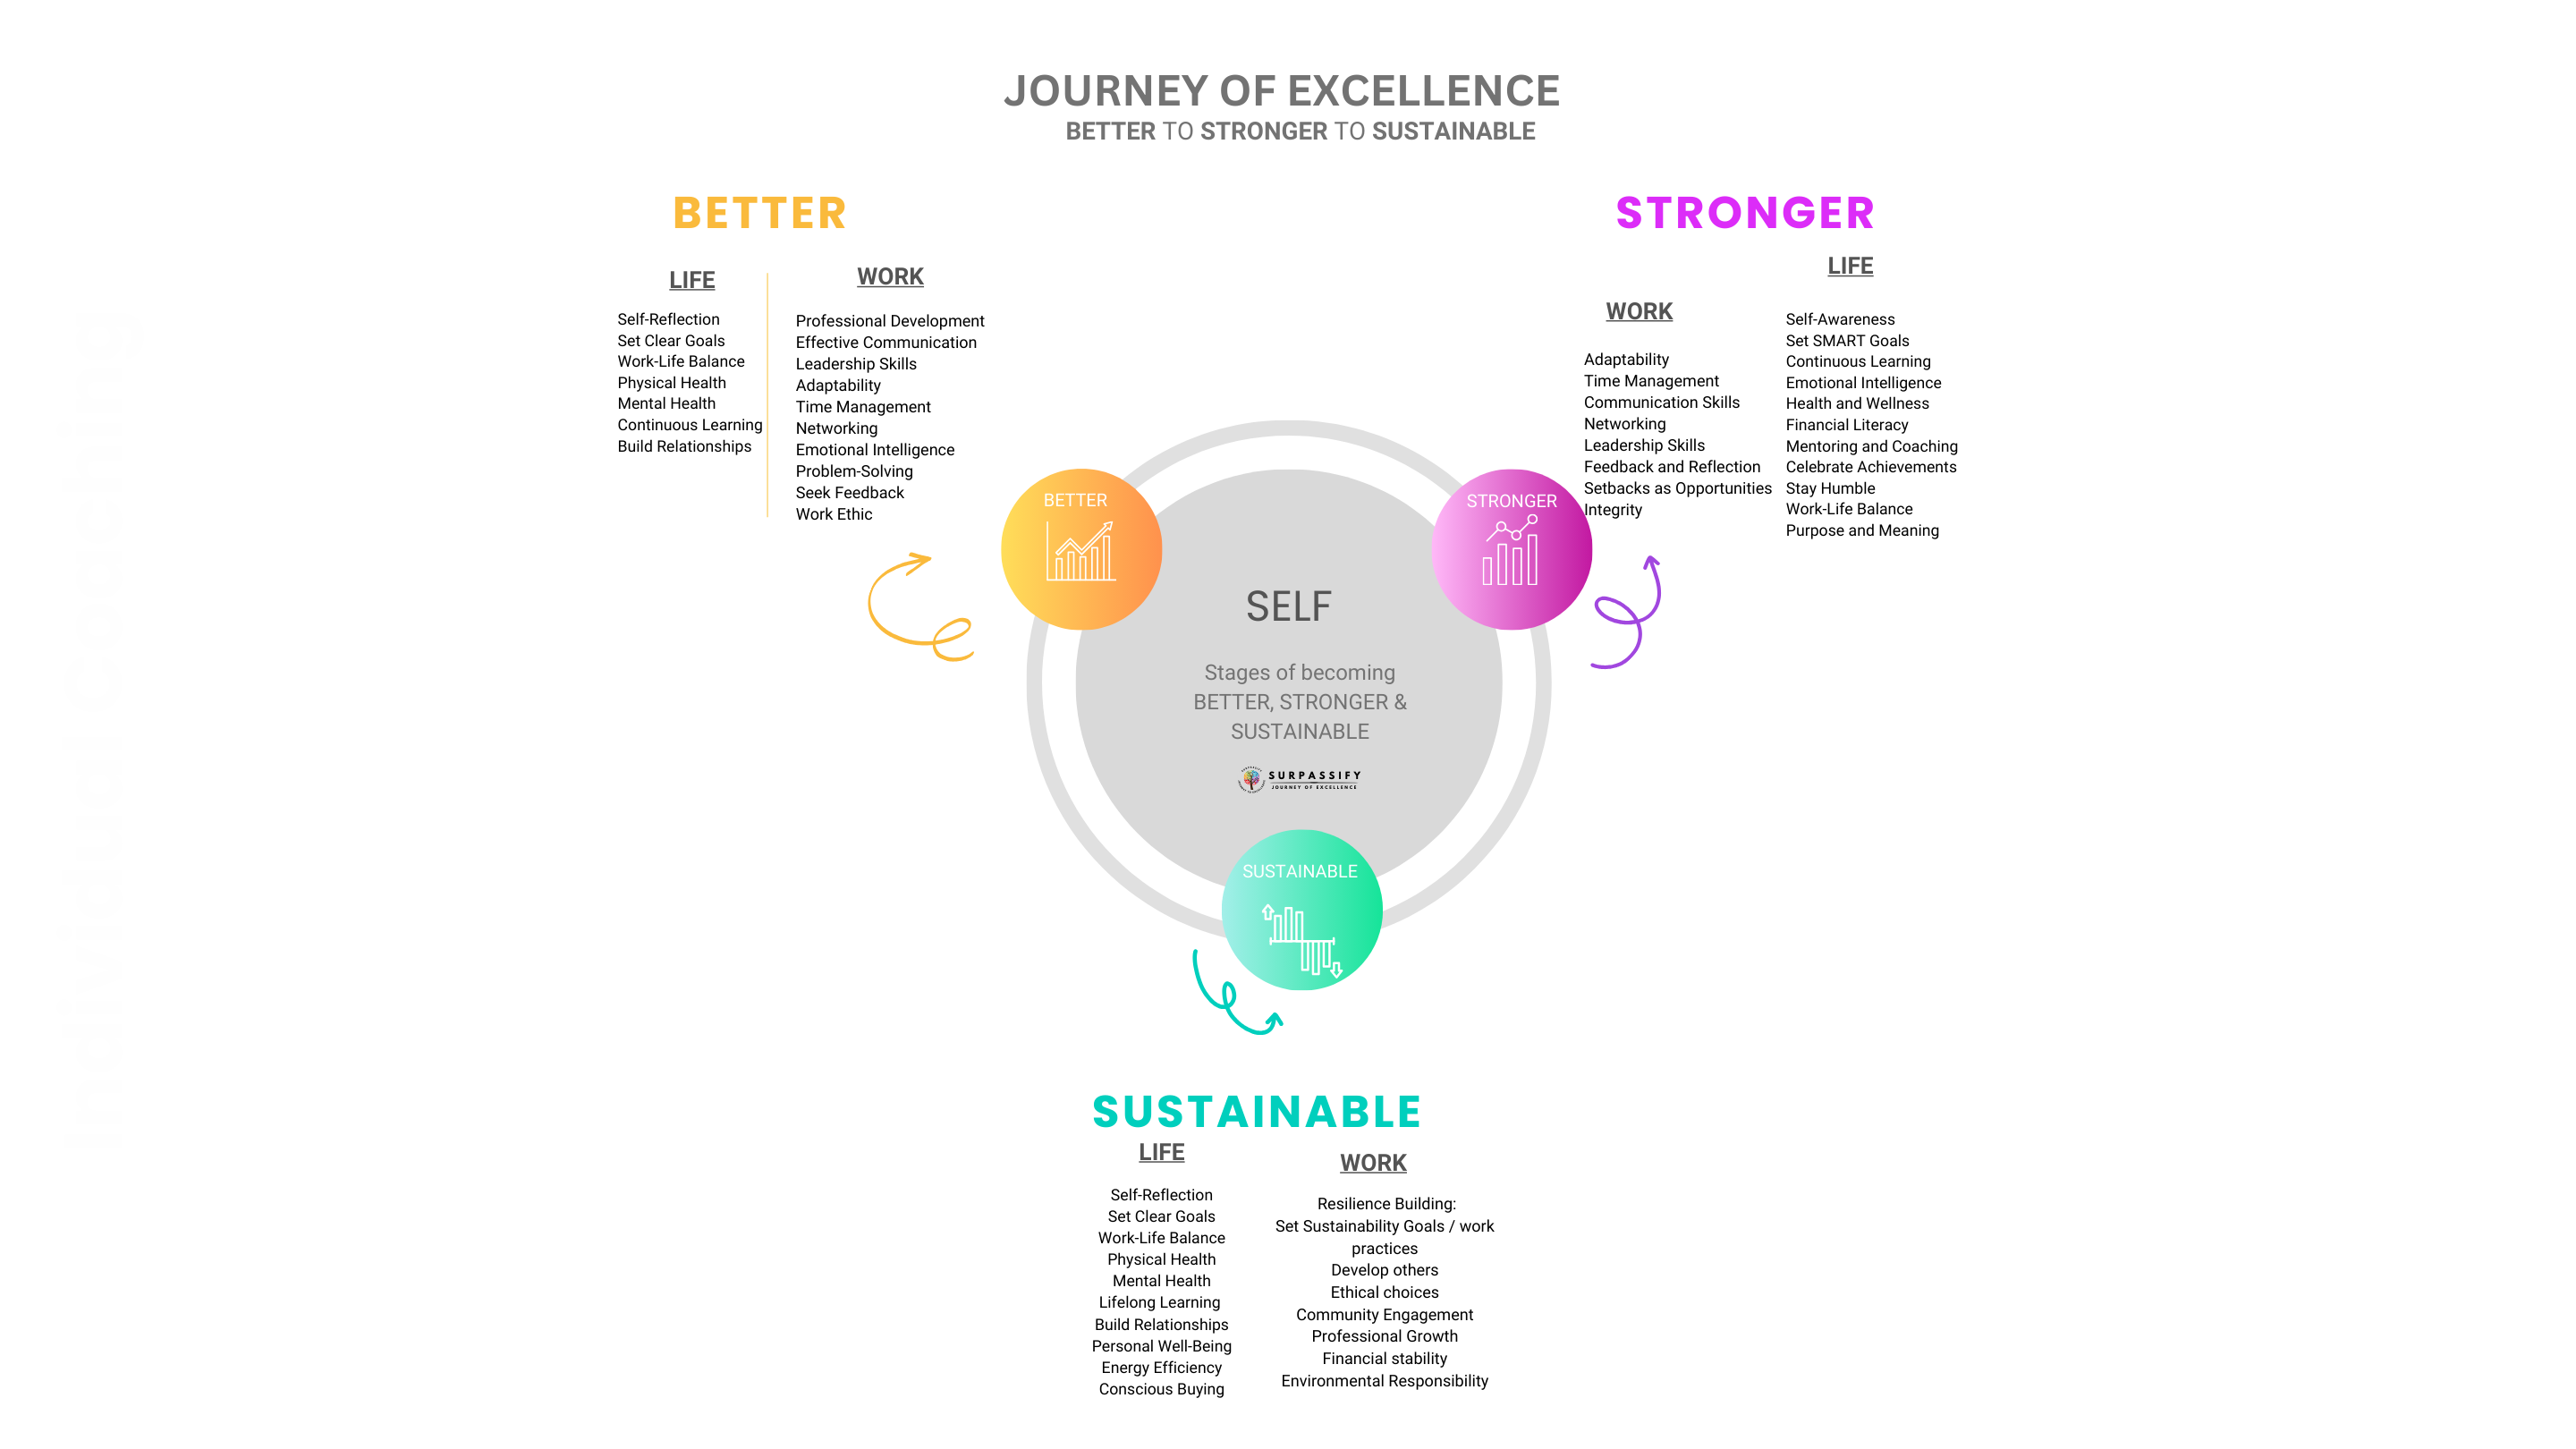 JOURNEY OF EXCELLENCE
BETTER TO STRONGER TO SUSTAINABLE
BETTER
LIFE
Self-Reflection
Set Clear Goals
Work-Life Balance
Physical Health
Mental Health
Continuous Learning
Build Relationships
WORK
Professional Development
Effective Communication
Leadership Skills
Adaptability
Time Management
Networking
Emotional Intelligence
Problem-Solving
Seek Feedback
Work Ethic
STRONGER
WORK
Adaptability
Time Management
Communication Skills
Networking
Leadership Skills
Feedback and Reflection
Setbacks as Opportunities
Integrity
LIFE
Self-Awareness
Set SMART Goals
Continuous Learning
Emotional Intelligence
Health and Wellness
Financial Literacy
Mentoring and Coaching
Celebrate Achievements
Stay Humble
Work-Life Balance
Purpose and Meaning
BETTER
STRONGER
SELF
Stages of becoming
BETTER, STRONGER &
SUSTAINABLE
SURPASSIFY
JOURNEY OF EXCELLENCE
SUSTAINABLE
SUSTAINABLE
LIFE
Self-Reflection
Set Clear Goals
Work-Life Balance
Physical Health
Mental Health
Lifelong Learning
Build Relationships
Personal Well-Being
Energy Efficiency
Conscious Buying
WORK
Resilience Building:
Set Sustainability Goals / work
practices
Develop others
Ethical choices
Community Engagement
Professional Growth
Financial stability
Environmental Responsibility
Individual Coaching